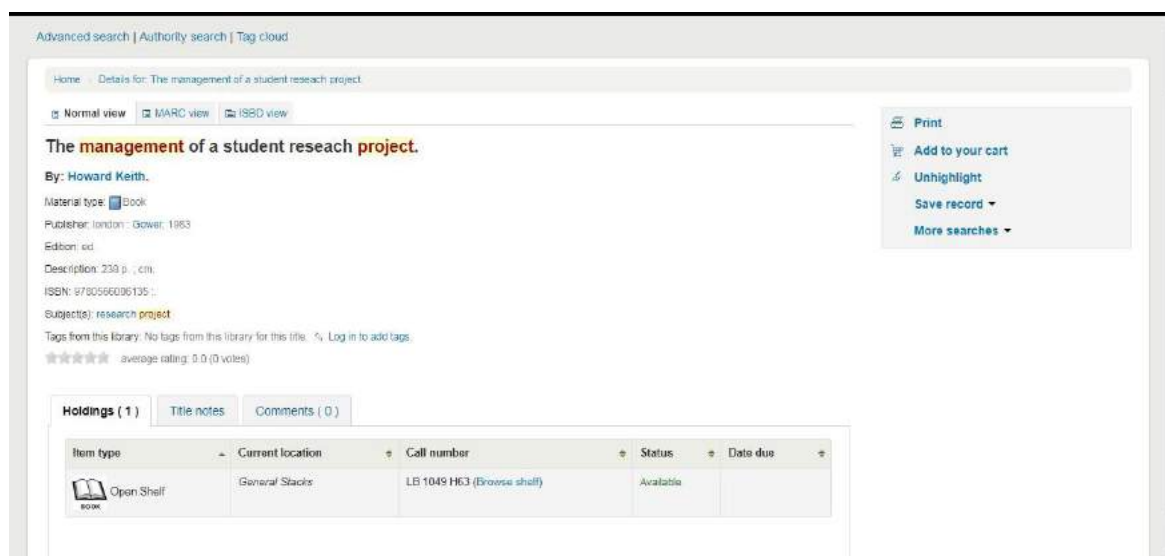 Advanced search | Authority search | Tag cloud
Home Details for: The management of a student reseach project.
Normal view MARC view ISBD view
The management of a student reseach project.
By: Howard Keith.
Material type: Book
Publisher: london : Gower, 1983
Edition: ed.
Description: 238 p. ; cm.
ISBN: 9780566006135 :.
Subject(s): research project
Tags from this library: No tags from this library for this title. Log in to add tags.
average rating: 0.0 (0 votes)
Print
Add to your cart
Unhighlight
Save record
More searches
Holdings ( 1 ) Title notes Comments ( 0 )
Item type Current location Call number Status Date due
BOOK Open Shelf General Stacks LB 1049 H63 (Browse shelf) Available